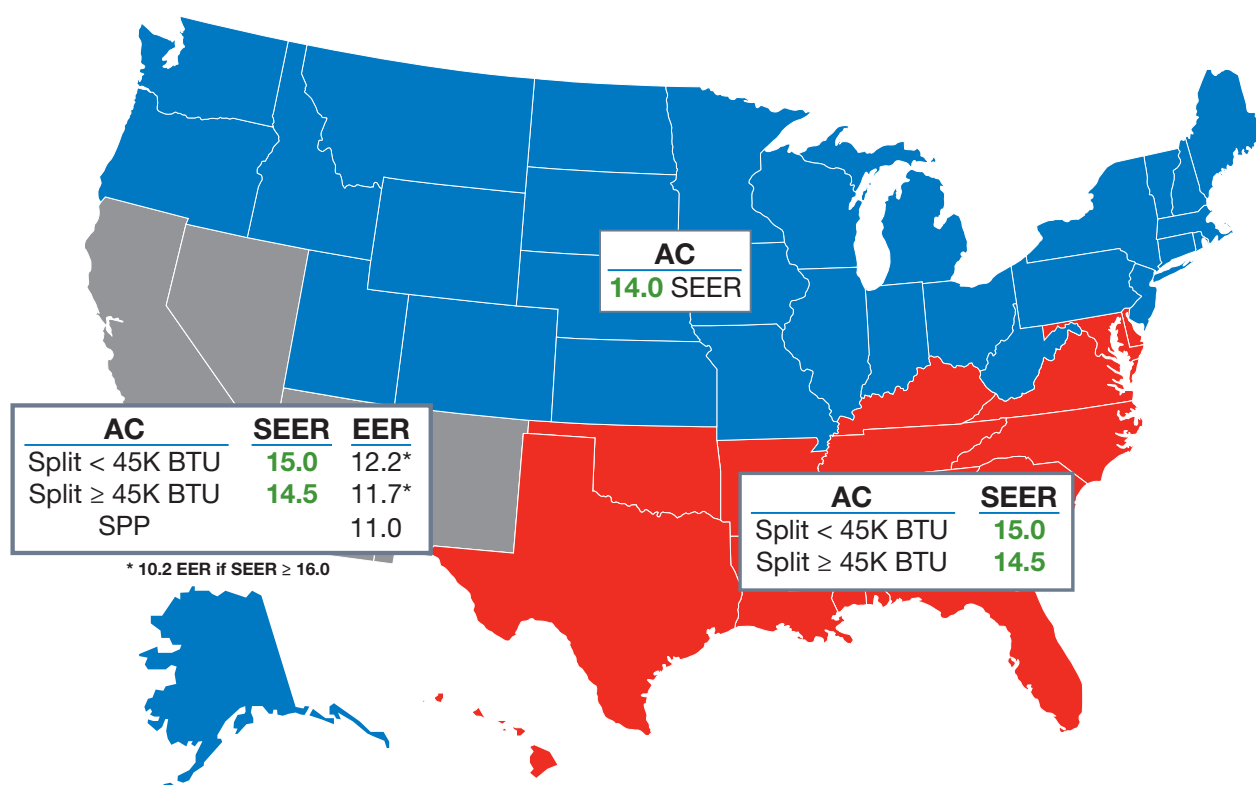 AC
14.0 SEER
AC SEER EER
Split < 45K BTU 15.0 12.2*
Split ≥ 45K BTU 14.5 11.7*
SPP 11.0
* 10.2 EER if SEER ≥ 16.0
AC SEER
Split < 45K BTU 15.0
Split ≥ 45K BTU 14.5